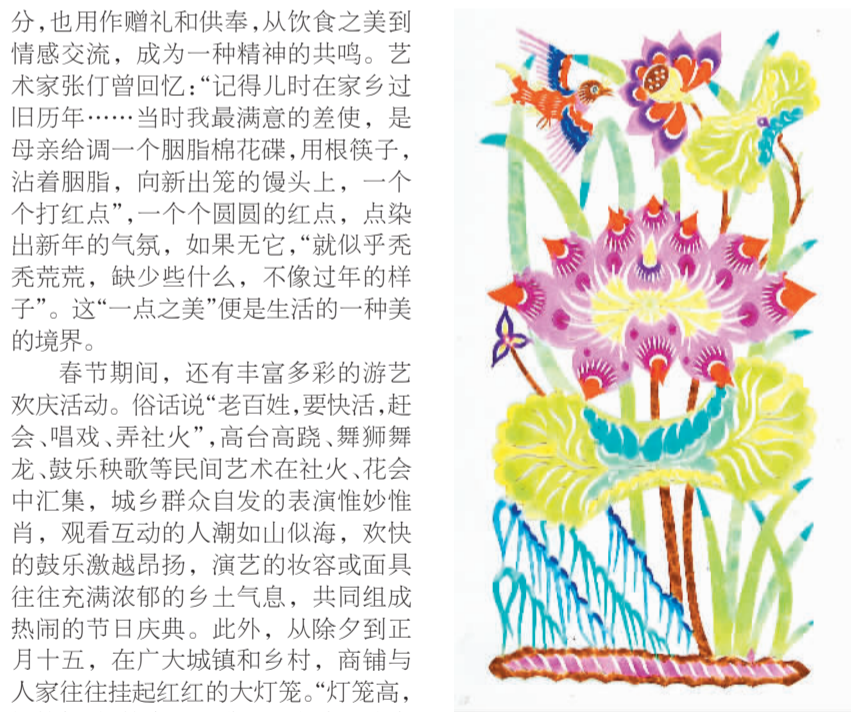 分，也用作赠礼和供奉，从饮食之美到
情感交流，成为一种精神的共鸣。艺
术家张仃曾回忆：“记得儿时在家乡过
旧历年……当时我最满意的差使，是
母亲给调一个胭脂棉花碟，用根筷子，
沾着胭脂，向新出笼的馒头上，一个
个打红点”，一个个圆圆的红点，点染
出新年的气氛，如果无它，“就似乎秃
秃荒荒，缺少些什么，不像过年的样
子”。这“一点之美”便是生活的一种美
的境界。
春节期间，还有丰富多彩的游艺
欢庆活动。俗话说“老百姓，要快活，赶
会、唱戏、弄社火”，高台高跷、舞狮舞
龙、鼓乐秧歌等民间艺术在社火、花会
中汇集，城乡群众自发的表演惟妙惟
肖，观看互动的人潮如山似海，欢快
的鼓乐激越昂扬，演艺的妆容或面具
往往充满浓郁的乡土气息，共同组成
热闹的节日庆典。此外，从除夕到正
月十五，在广大城镇和乡村，商铺与
人家往往挂起红红的大灯笼。“灯笼高，